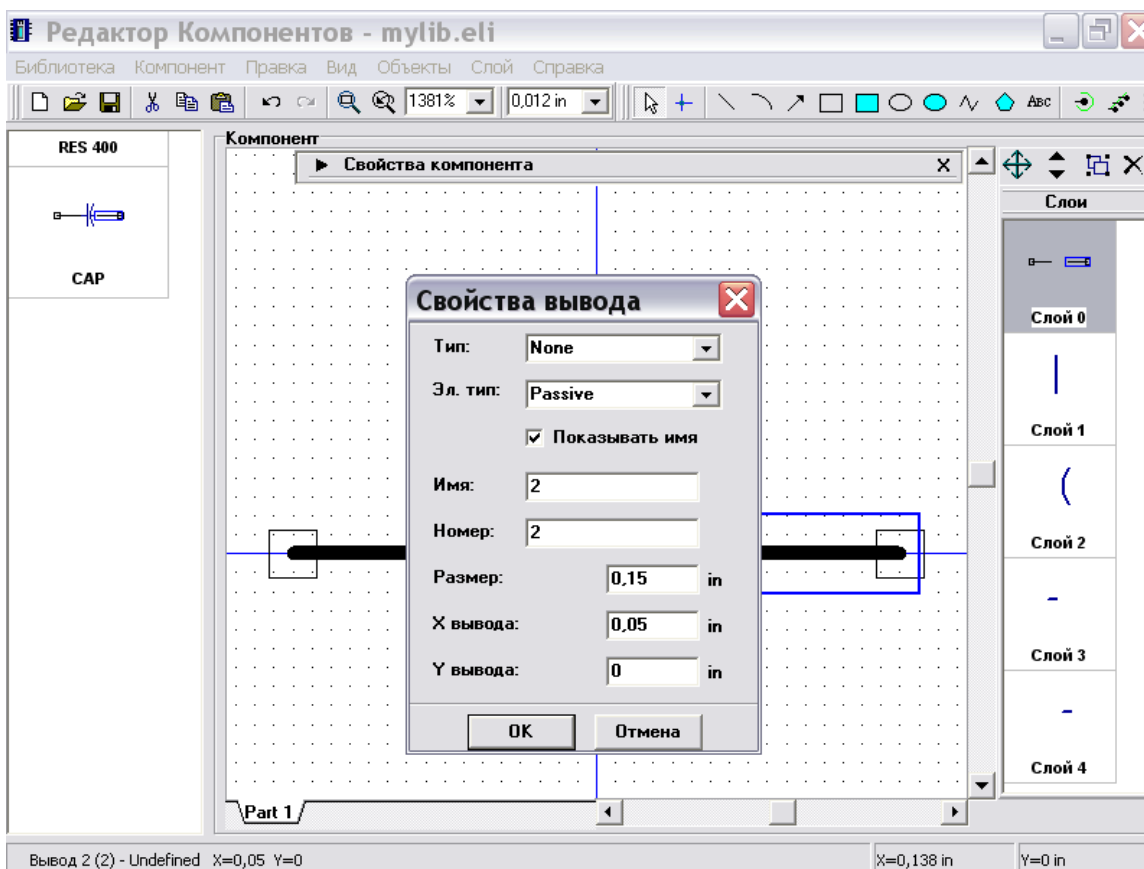 Редактор Компонентов - mylib.eli
Библиотека Компонент Правка Вид Объекты Слой Справка
1381% 0,012 in ABC
RES 400
CAP
Компонент
Свойства компонента X
Слои
Слой 0
Слой 1
Слой 2
Слой 3
Слой 4
Свойства вывода
Тип: None
Эл. тип: Passive
Показывать имя
Имя: 2
Номер: 2
Размер: 0,15 in
X вывода: 0,05 in
Y вывода: 0 in
OK Отмена
Part 1
Вывод 2 (2) - Undefined X=0,05 Y=0 X=0,138 in Y=0 in